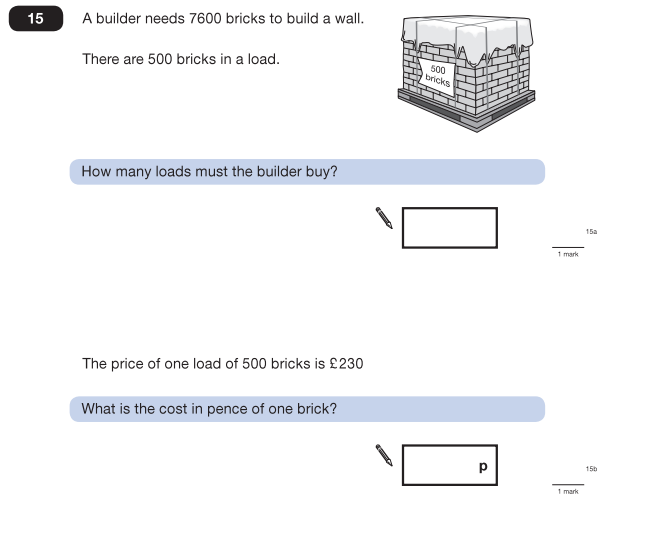 15
A builder needs 7600 bricks to build a wall.
There are 500 bricks in a load.
500
bricks
How many loads must the builder buy?
15a
1 mark
The price of one load of 500 bricks is £230
What is the cost in pence of one brick?
p
15b
1 mark